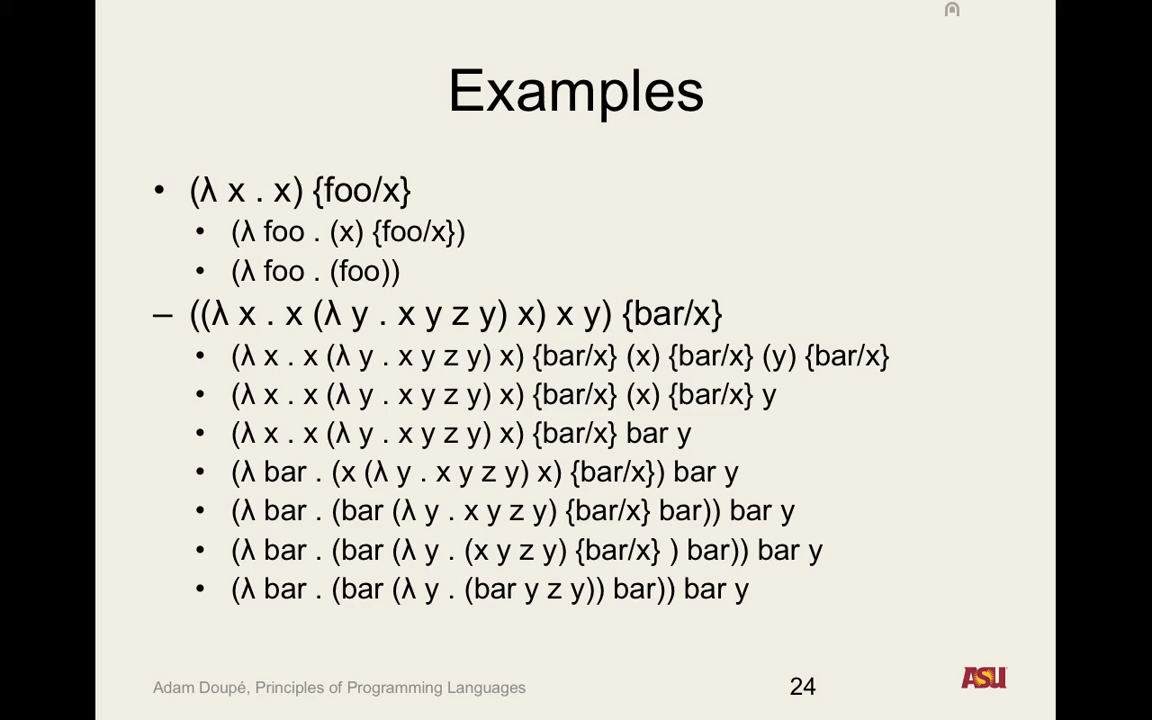 Examples
• (λ x . x) {foo/x}
• (λ foo . (x) {foo/x})
• (λ foo . (foo))
– ((λ x . x (λ y . x y z y) x) x y) {bar/x}
• (λ x . x (λ y . x y z y) x) {bar/x} (x) {bar/x} (y) {bar/x}
• (λ x . x (λ y . x y z y) x) {bar/x} (x) {bar/x} y
• (λ x . x (λ y . x y z y) x) {bar/x} bar y
• (λ bar . (x (λ y . x y z y) x) {bar/x}) bar y
• (λ bar . (bar (λ y . x y z y) {bar/x} bar)) bar y
• (λ bar . (bar (λ y . (x y z y) {bar/x} ) bar)) bar y
• (λ bar . (bar (λ y . (bar y z y)) bar)) bar y
Adam Doupé, Principles of Programming Languages
24
ASU